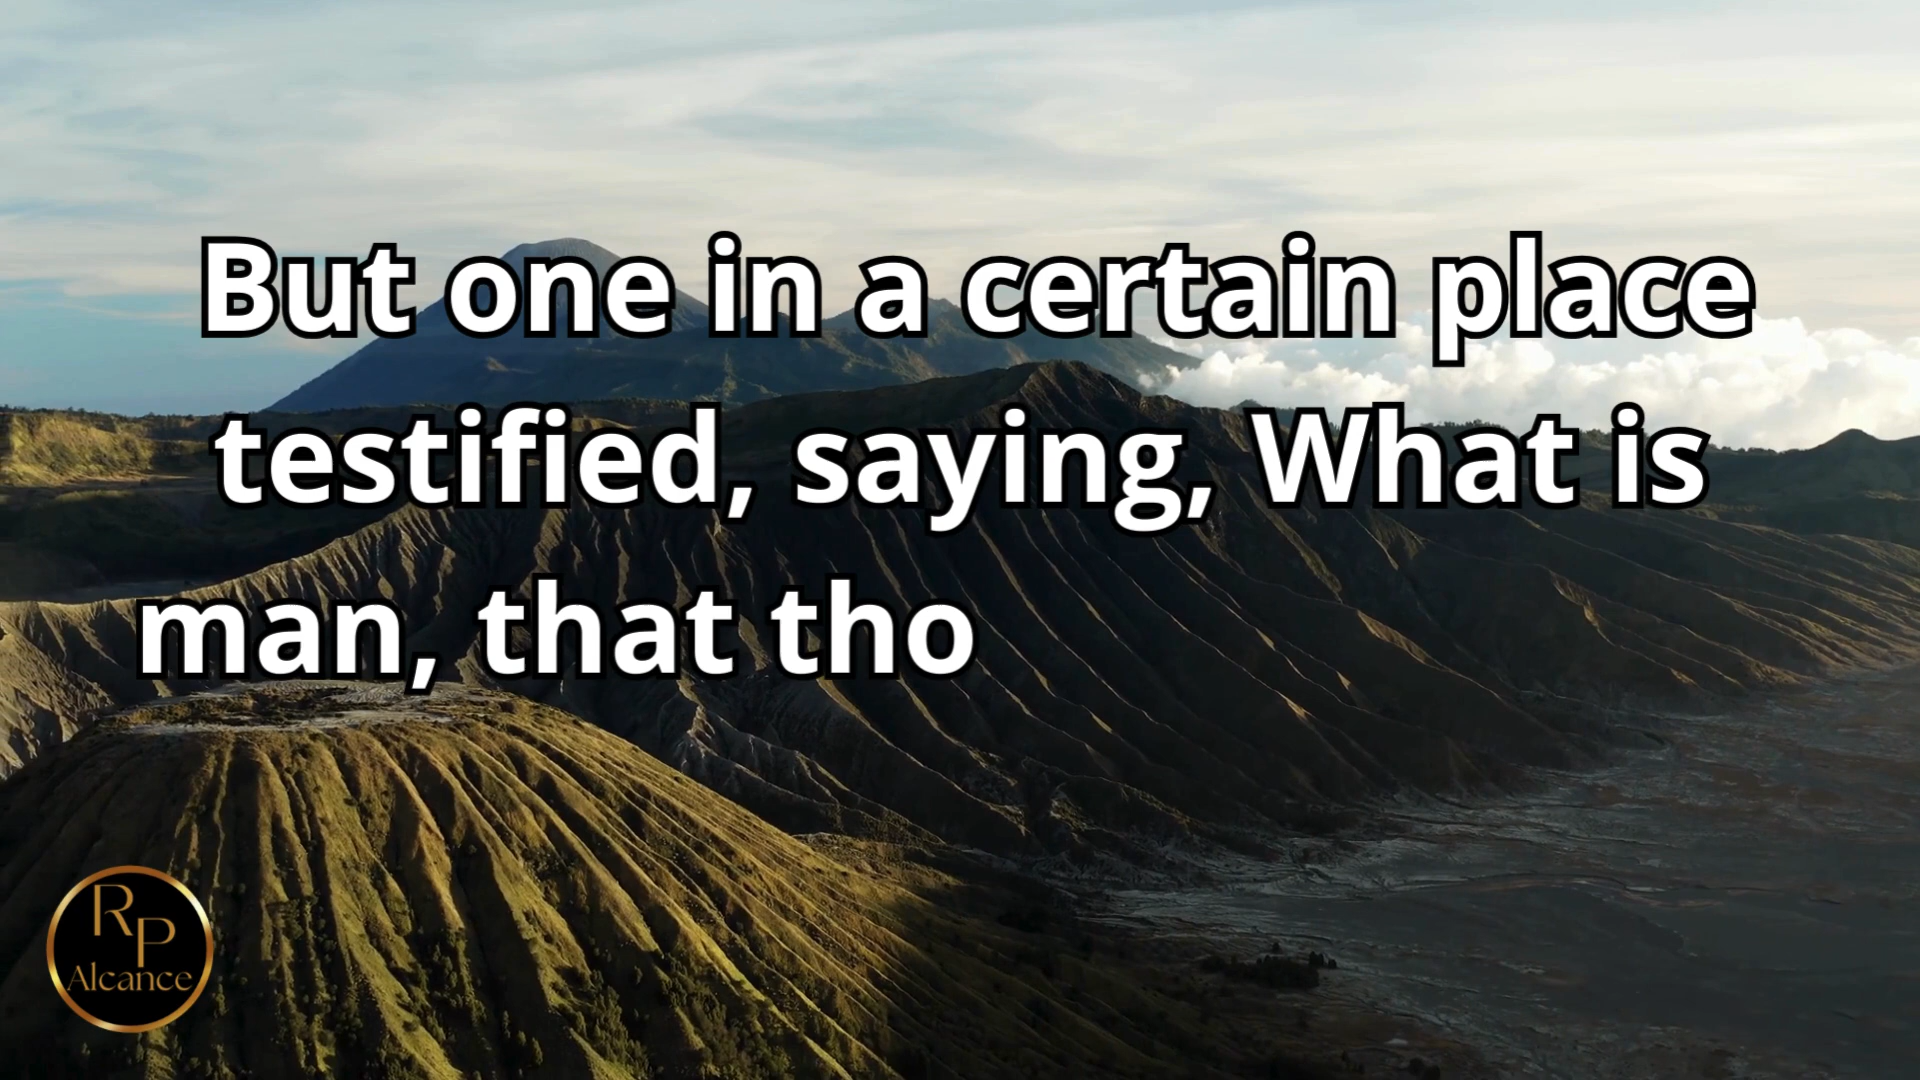 But one in a certain place
testified, saying, What is
man, that tho
RP
Alcance